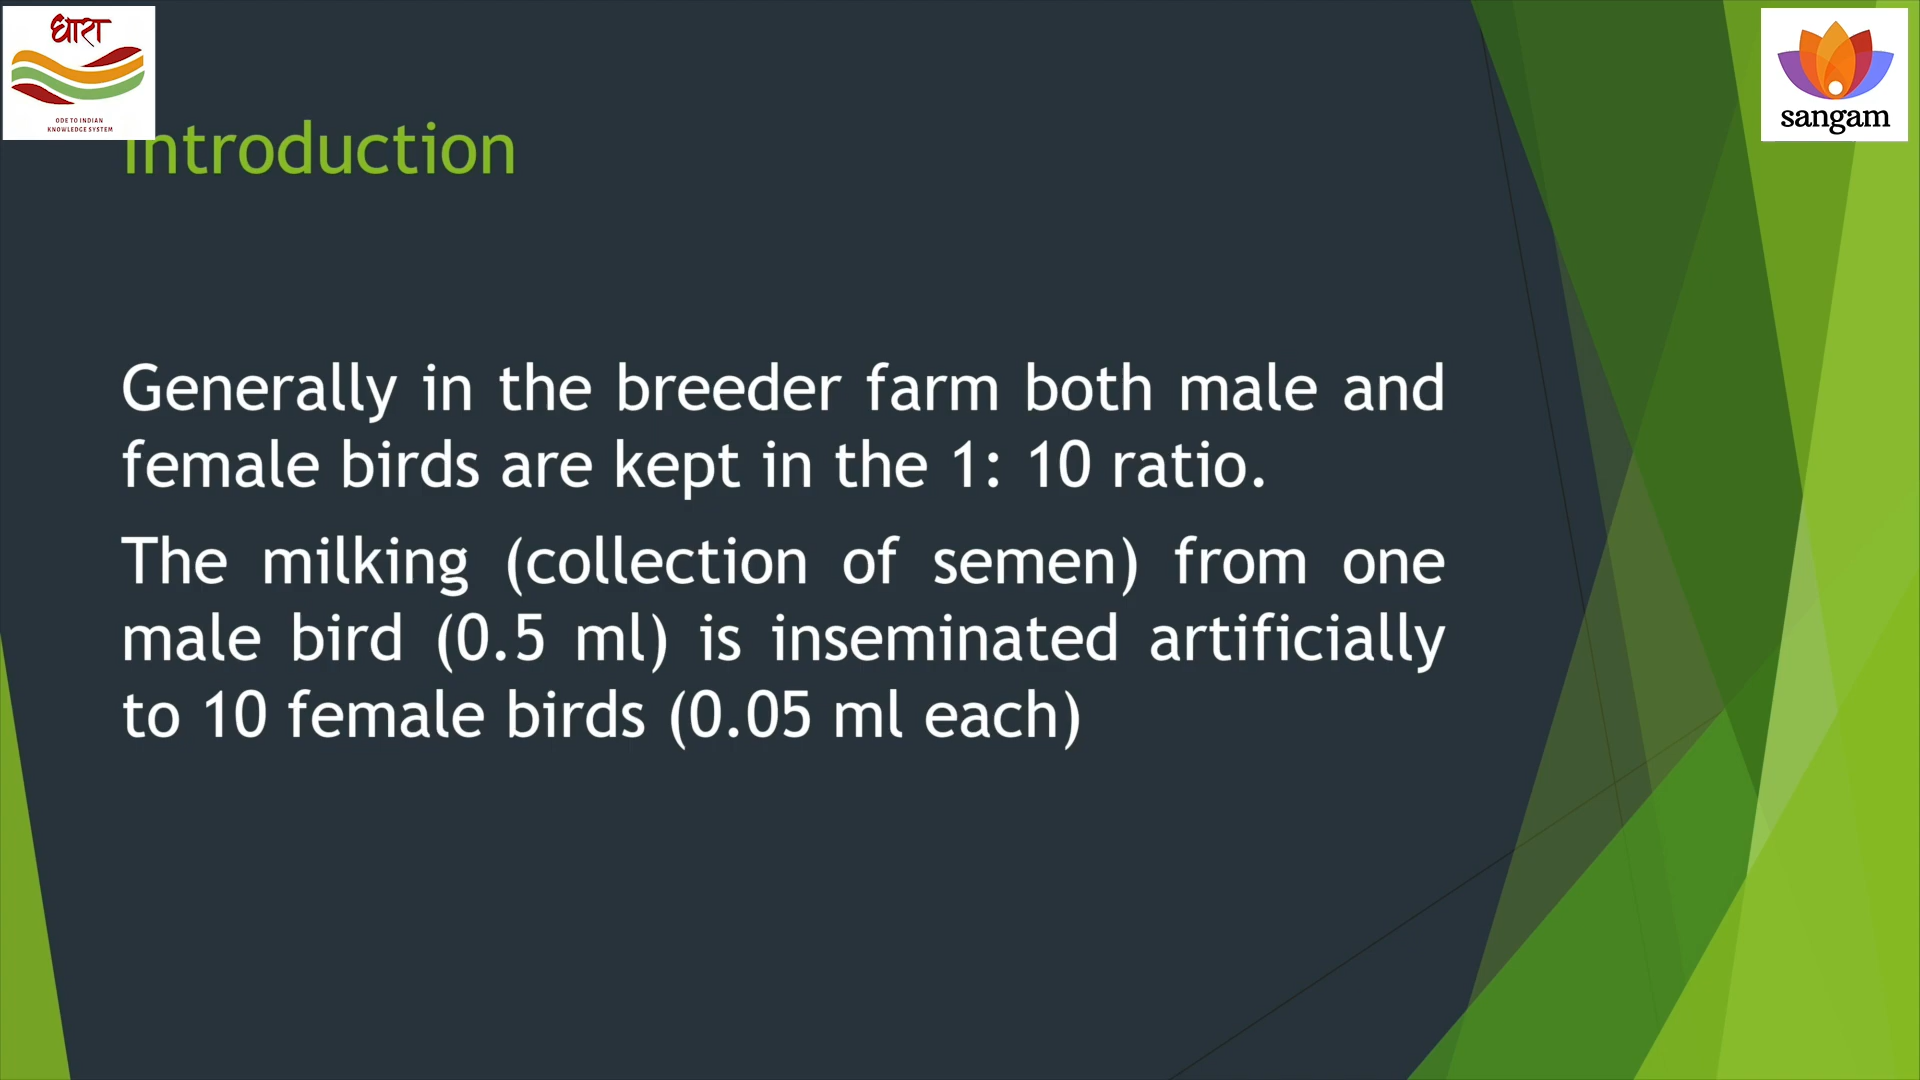 धारा
ODE TO INDIAN
KNOWLEDGE SYSTEM
sangam
Introduction
Generally in the breeder farm both male and
female birds are kept in the 1: 10 ratio.
The milking (collection of semen) from one
male bird (0.5 ml) is inseminated artificially
to 10 female birds (0.05 ml each)